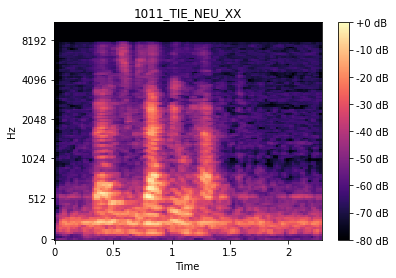 1011_TIE_NEU_XX
8192
4096
2048
1024
512
0
Hz
0
0.5
1
1.5
2
Time
+0 dB
-10 dB
-20 dB
-30 dB
-40 dB
-50 dB
-60 dB
-70 dB
-80 dB